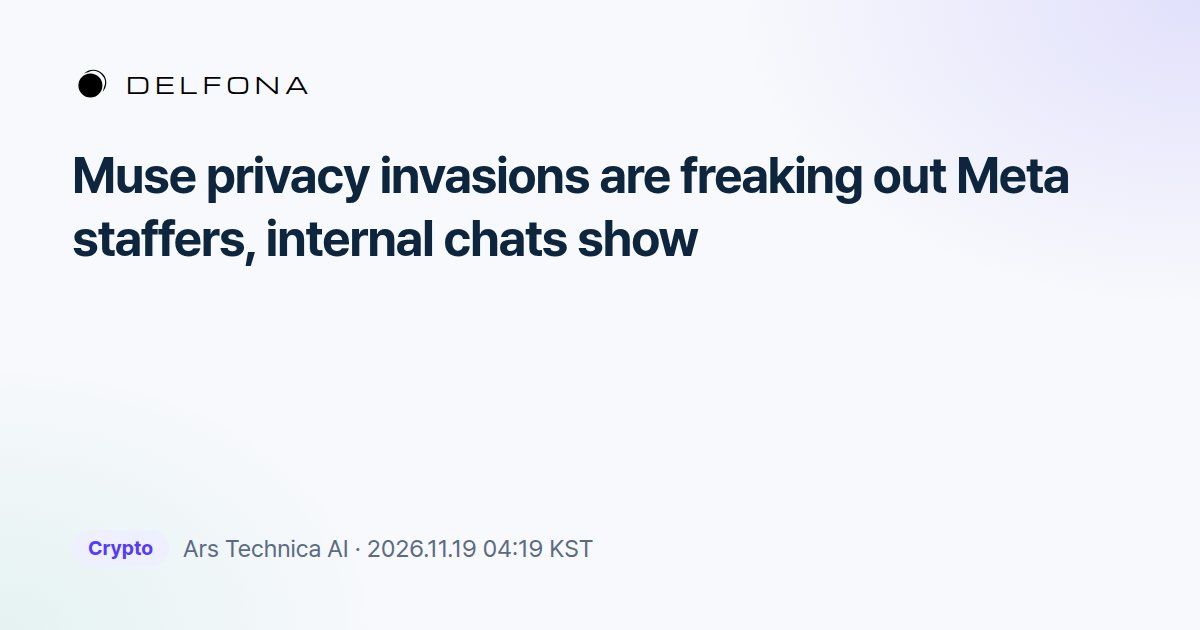 DELFONA
Muse privacy invasions are freaking out Meta
staffers, internal chats show
Crypto Ars Technica AI · 2026.11.19 04:19 KST